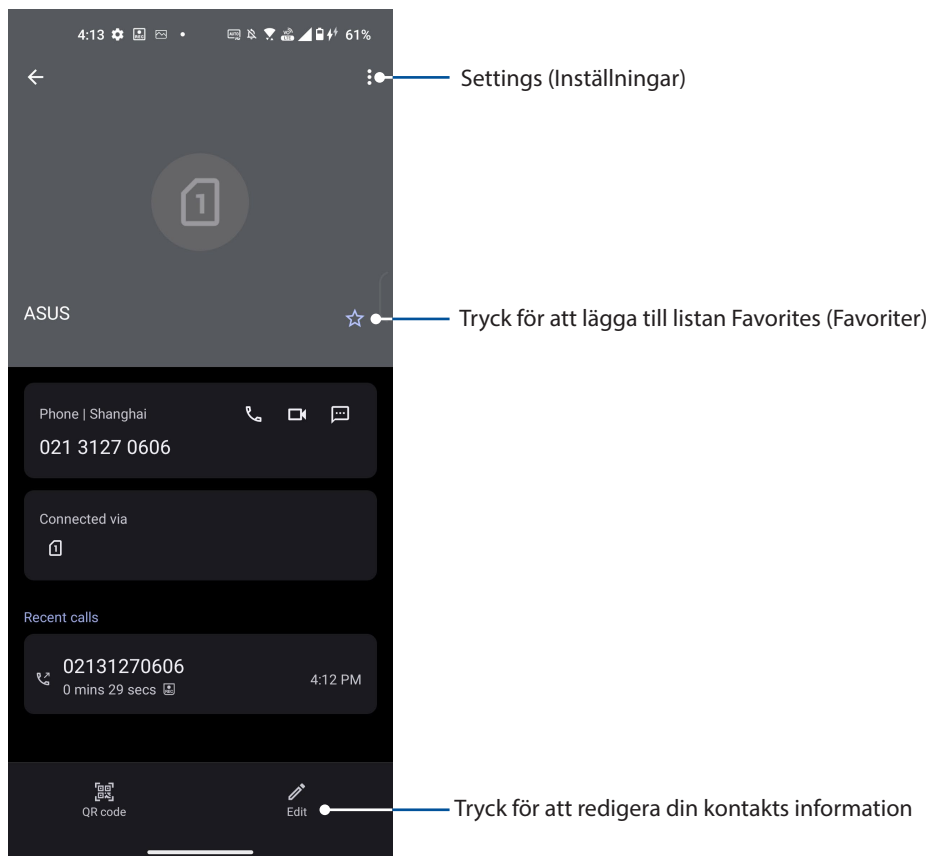 4:13 61%
Settings (Inställningar)
1
ASUS
Tryck för att lägga till listan Favorites (Favoriter)
Phone | Shanghai
021 3127 0606
Connected via
1
Recent calls
02131270606
0 mins 29 secs
4:12 PM
QR code
Edit
Tryck för att redigera din kontakts information